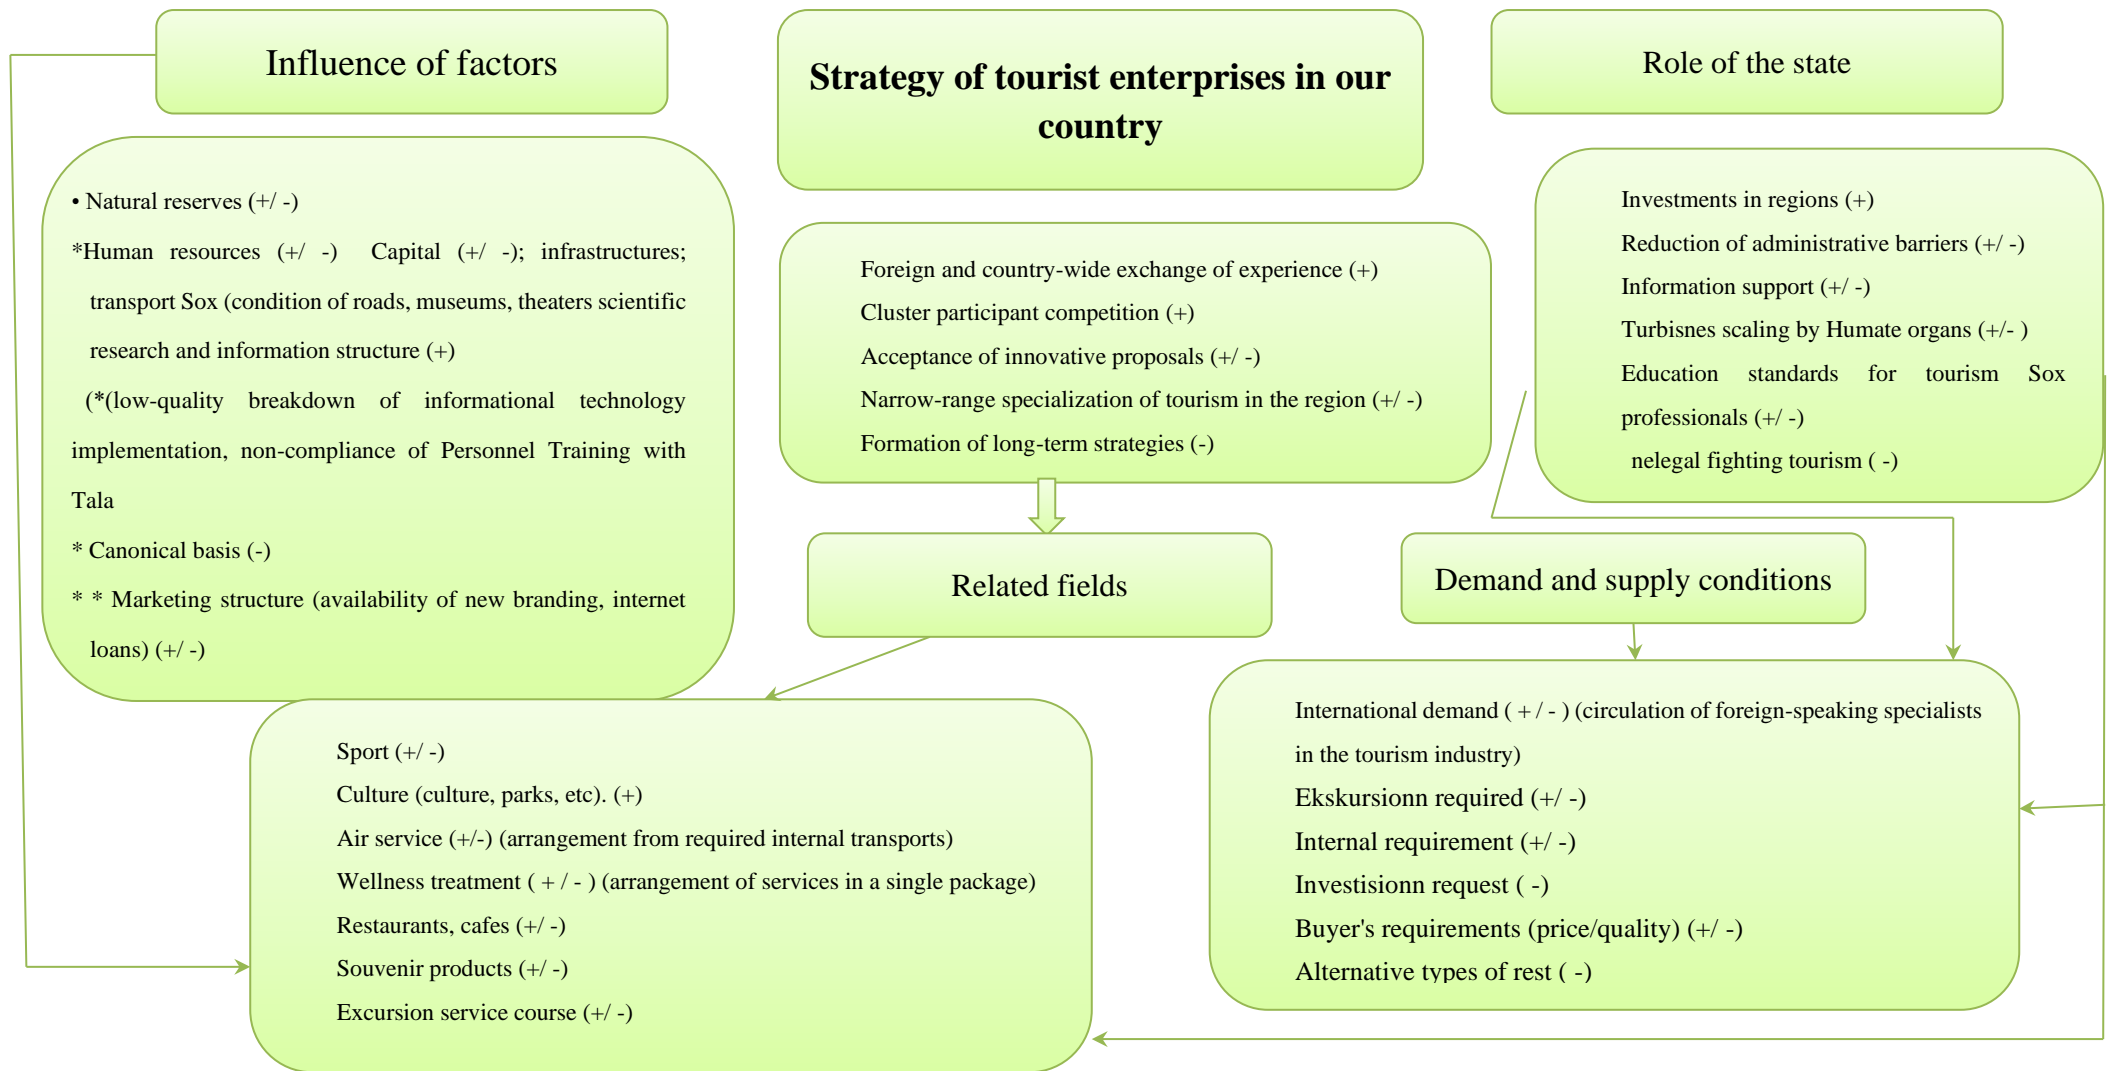 Influence of factors
Strategy of tourist enterprises in our
country
Role of the state
• Natural reserves (+/ -)
*Human resources (+/ -) Capital (+/ -); infrastructures;
transport Sox (condition of roads, museums, theaters scientific
research and information structure (+)
(*(low-quality breakdown of informational technology
implementation, non-compliance of Personnel Training with
Tala
* Canonical basis (-)
* * Marketing structure (availability of new branding, internet
loans) (+/ -)
Foreign and country-wide exchange of experience (+)
Cluster participant competition (+)
Acceptance of innovative proposals (+/ -)
Narrow-range specialization of tourism in the region (+/ -)
Formation of long-term strategies (-)
Investments in regions (+)
Reduction of administrative barriers (+/ -)
Information support (+/ -)
Turbisnes scaling by Humate organs (+/- )
Education standards for tourism Sox
professionals (+/ -)
nelegal fighting tourism ( -)
Related fields
Demand and supply conditions
Sport (+/ -)
Culture (culture, parks, etc). (+)
Air service (+/-) (arrangement from required internal transports)
Wellness treatment ( + / - ) (arrangement of services in a single package)
Restaurants, cafes (+/ -)
Souvenir products (+/ -)
Excursion service course (+/ -)
International demand ( + / - ) (circulation of foreign-speaking specialists
in the tourism industry)
Ekskursionn required (+/ -)
Internal requirement (+/ -)
Investisionn request ( -)
Buyer's requirements (price/quality) (+/ -)
Alternative types of rest ( -)